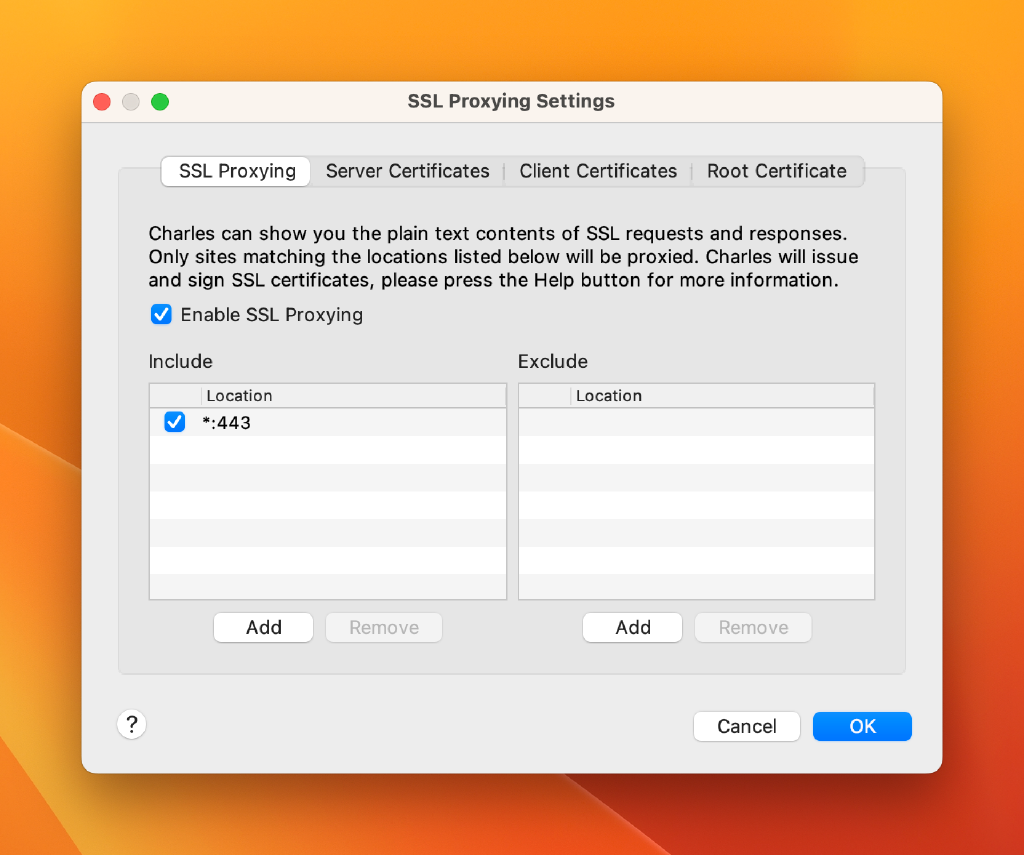 SSL Proxying Settings
SSL Proxying
Server Certificates
Client Certificates
Root Certificate
Charles can show you the plain text contents of SSL requests and responses.
Only sites matching the locations listed below will be proxied. Charles will issue
and sign SSL certificates, please press the Help button for more information.
Enable SSL Proxying
Include
Exclude
Location
Location
*:443
Add
Remove
Add
Remove
?
Cancel
OK